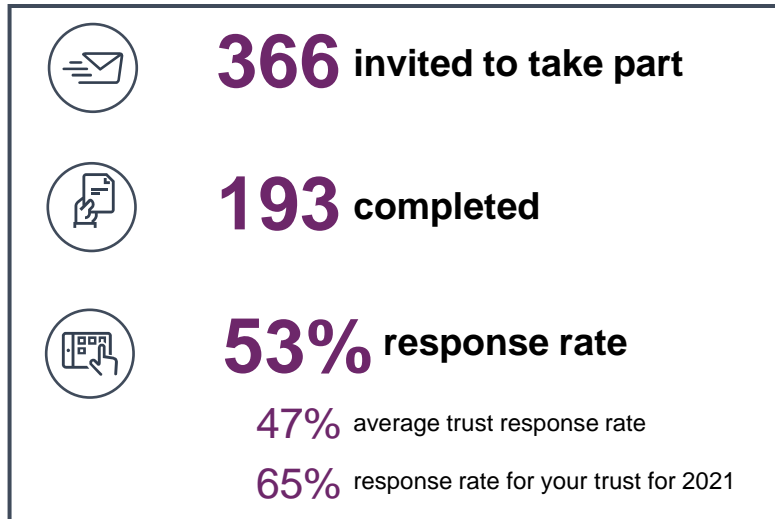 366 invited to take part
193 completed
53% response rate
47% average trust response rate
65% response rate for your trust for 2021